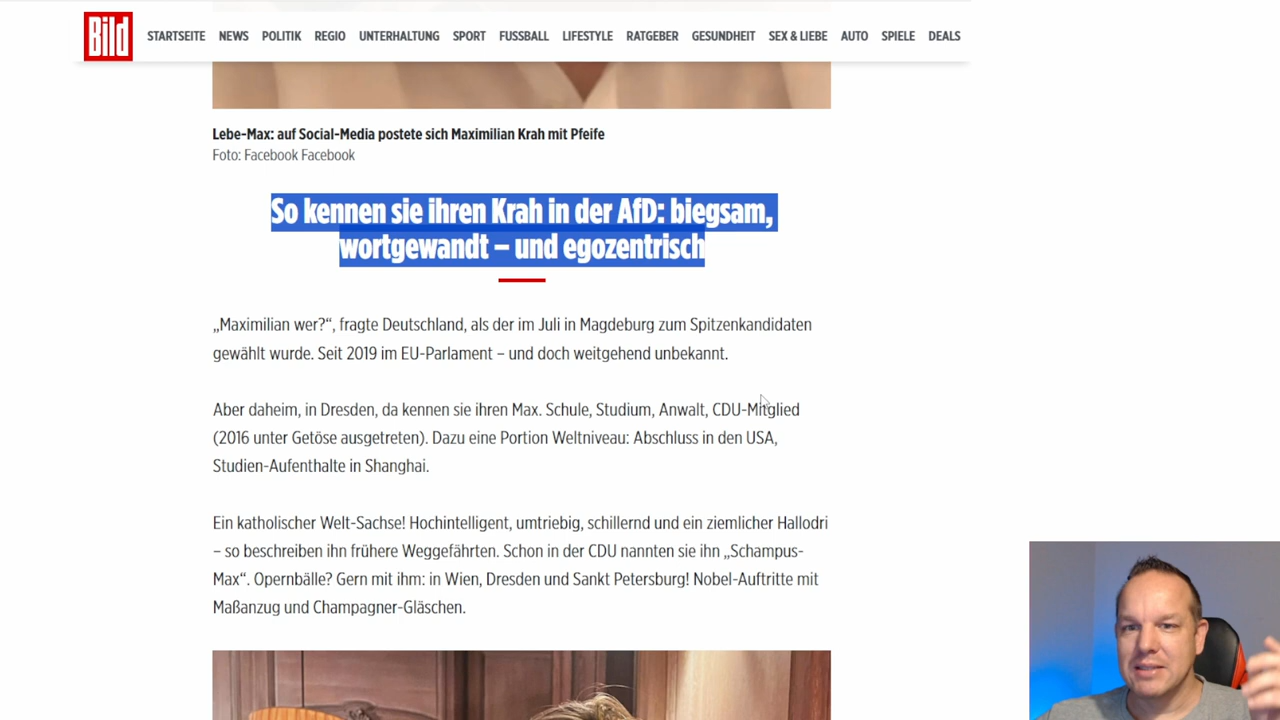 Bild
STARTSEITE NEWS POLITIK REGIO UNTERHALTUNG SPORT FUSSBALL LIFESTYLE RATGEBER GESUNDHEIT SEX & LIEBE AUTO SPIELE DEALS
Lebe-Max: auf Social-Media postete sich Maximilian Krah mit Pfeife
Foto: Facebook Facebook
So kennen sie ihren Krah in der AfD: biegsam,
wortgewandt – und egozentrisch
„Maximilian wer?“, fragte Deutschland, als der im Juli in Magdeburg zum Spitzenkandidaten
gewählt wurde. Seit 2019 im EU-Parlament – und doch weitgehend unbekannt.
Aber daheim, in Dresden, da kennen sie ihren Max. Schule, Studium, Anwalt, CDU-Mitglied
(2016 unter Getöse ausgetreten). Dazu eine Portion Weltniveau: Abschluss in den USA,
Studien-Aufenthalte in Shanghai.
Ein katholischer Welt-Sachse! Hochintelligent, umtriebig, schillernd und ein ziemlicher Hallodri
– so beschreiben ihn frühere Weggefährten. Schon in der CDU nannten sie ihn „Schampus-
Max“. Opernbälle? Gern mit ihm: in Wien, Dresden und Sankt Petersburg! Nobel-Auftritte mit
Maßanzug und Champagner-Gläschen.